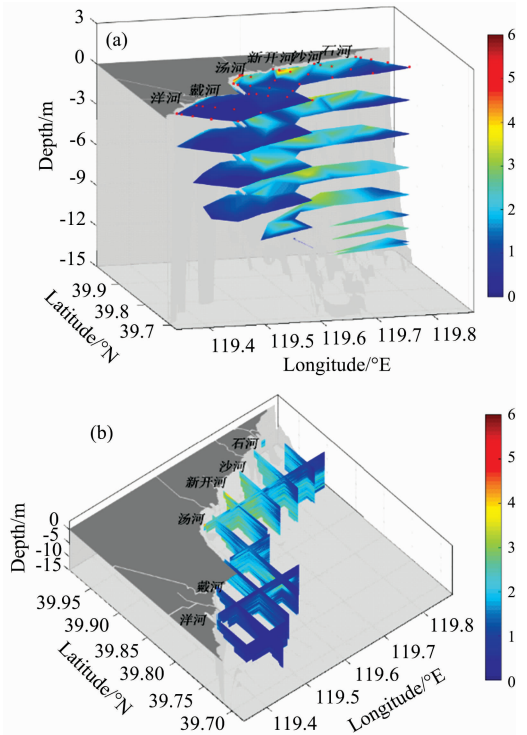 (a)
3
0
-3
-6
-9
-12
-15
Depth/m
洋河
戴河
汤河
新开河
沙河
石河
39.9
39.8
39.7
Latitude/°N
119.4
119.5
119.6
119.7
119.8
Longitude/°E
6
5
4
3
2
1
0
(b)
0
-5
-10
-15
Depth/m
石河
沙河
新开河
汤河
戴河
洋河
39.95
39.90
39.85
39.80
39.75
39.70
Latitude/°N
119.4
119.5
119.6
119.7
119.8
Longitude/°E
6
5
4
3
2
1
0